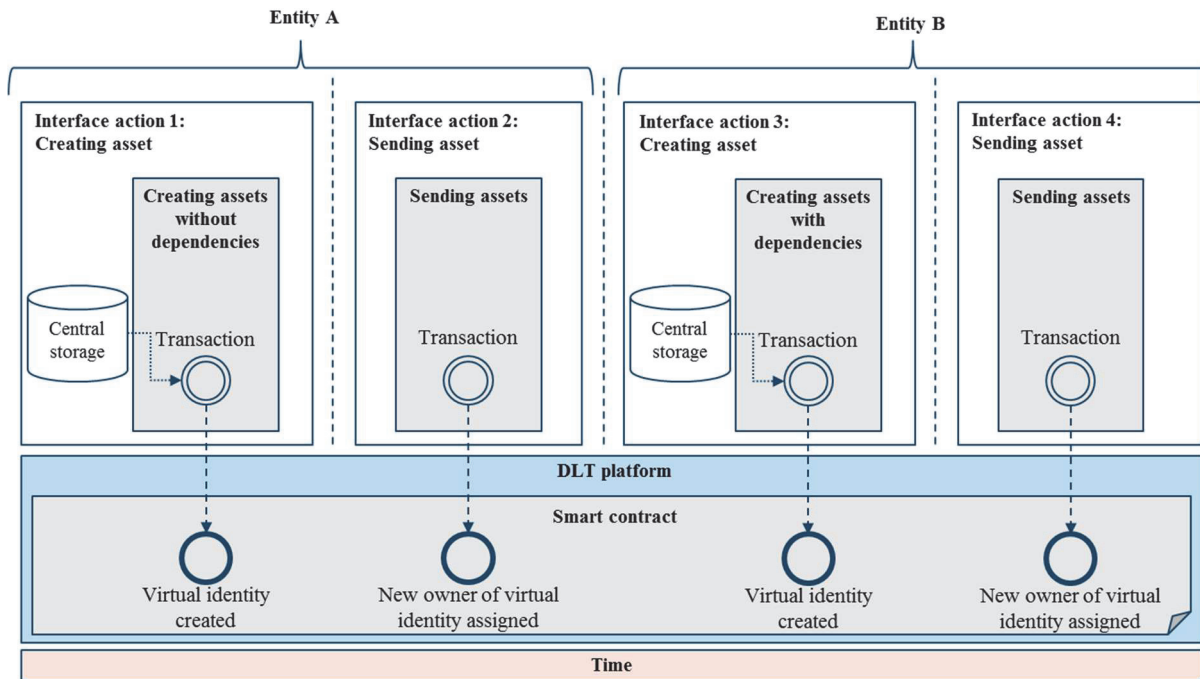 Entity A
Entity B
Interface action 1:
Creating asset
Creating assets
without
dependencies
Central
storage
Transaction
Interface action 2:
Sending asset
Sending assets
Transaction
Interface action 3:
Creating asset
Creating assets
with
dependencies
Central
storage
Transaction
Interface action 4:
Sending asset
Sending assets
Transaction
DLT platform
Smart contract
Virtual identity
created
New owner of virtual
identity assigned
Virtual identity
created
New owner of virtual
identity assigned
Time